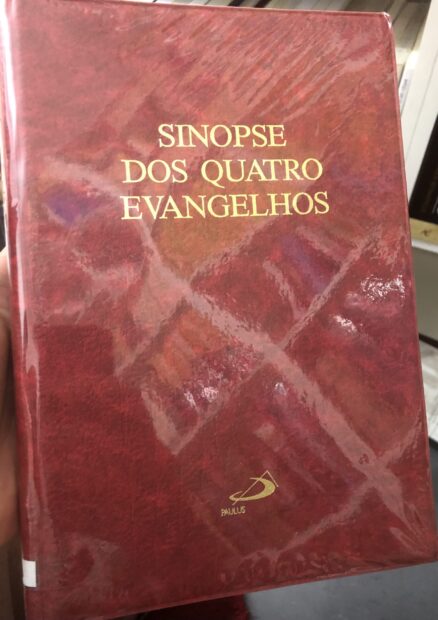 SINOPSE
DOS QUATRO
EVANGELHOS
PAULUS